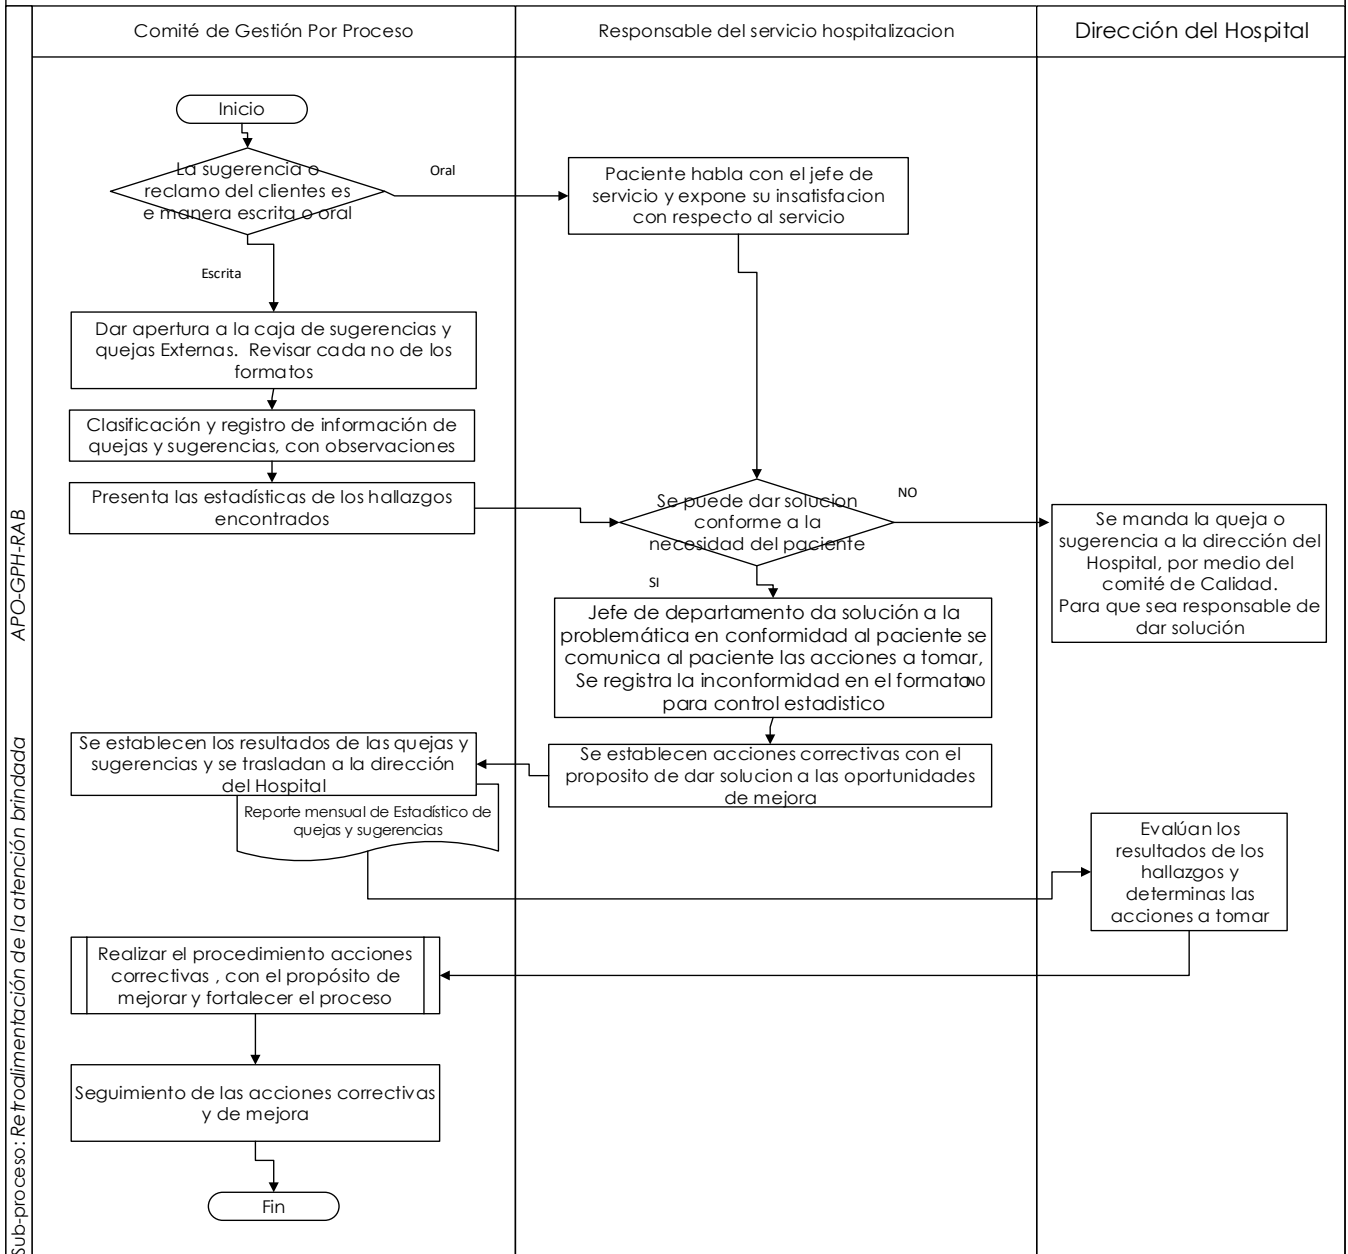 Comité de Gestión Por Proceso
Responsable del servicio hospitalizacion
Dirección del Hospital
Inicio
La sugerencia o
reclamo del clientes es
e manera escrita o oral
Oral
Paciente habla con el jefe de
servicio y expone su insatisfacion
con respecto al servicio
Escrita
Dar apertura a la caja de sugerencias y
quejas Externas. Revisar cada no de los
formatos
Clasificación y registro de información de
quejas y sugerencias, con observaciones
Presenta las estadísticas de los hallazgos
encontrados
Se puede dar solucion
conforme a la
necesidad del paciente
NO
Se manda la queja o
sugerencia a la dirección del
Hospital, por medio del
comité de Calidad.
Para que sea responsable de
dar solución
SI
Jefe de departamento da solución a la
problemática en conformidad al paciente se
comunica al paciente las acciones a tomar,
Se registra la inconformidad en el formato
para control estadistico
NO
Se establecen acciones correctivas con el
proposito de dar solucion a las oportunidades
de mejora
Se establecen los resultados de las quejas y
sugerencias y se trasladan a la dirección
del Hospital
Reporte mensual de Estadístico de
quejas y sugerencias
Evalúan los
resultados de los
hallazgos y
determinas las
acciones a tomar
Realizar el procedimiento acciones
correctivas , con el propósito de
mejorar y fortalecer el proceso
Seguimiento de las acciones correctivas
y de mejora
Fin
Sub-proceso: Retroalimentación de la atención brindada APO-GPH-RAB